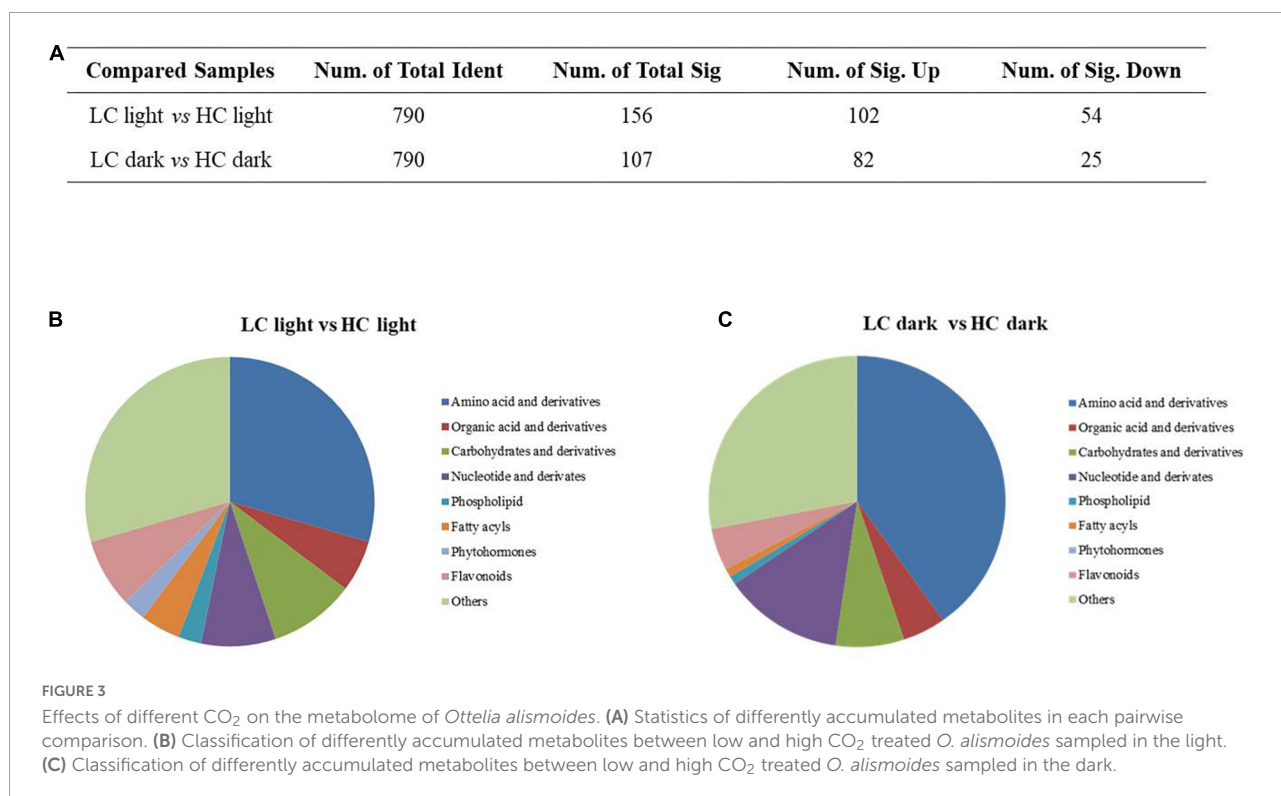 A
Compared Samples Num. of Total Ident Num. of Total Sig Num. of Sig. Up Num. of Sig. Down
LC light vs HC light 790 156 102 54
LC dark vs HC dark 790 107 82 25
B
LC light vs HC light
Amino acid and derivatives
Organic acid and derivatives
Carbohydrates and derivatives
Nucleotide and derivates
Phospholipid
Fatty acyls
Phytohormones
Flavonoids
Others
C
LC dark vs HC dark
Amino acid and derivatives
Organic acid and derivatives
Carbohydrates and derivatives
Nucleotide and derivates
Phospholipid
Fatty acyls
Phytohormones
Flavonoids
Others
FIGURE 3
Effects of different CO₂ on the metabolome of Ottelia alismoides. (A) Statistics of differently accumulated metabolites in each pairwise
comparison. (B) Classification of differently accumulated metabolites between low and high CO₂ treated O. alismoides sampled in the light.
(C) Classification of differently accumulated metabolites between low and high CO₂ treated O. alismoides sampled in the dark.